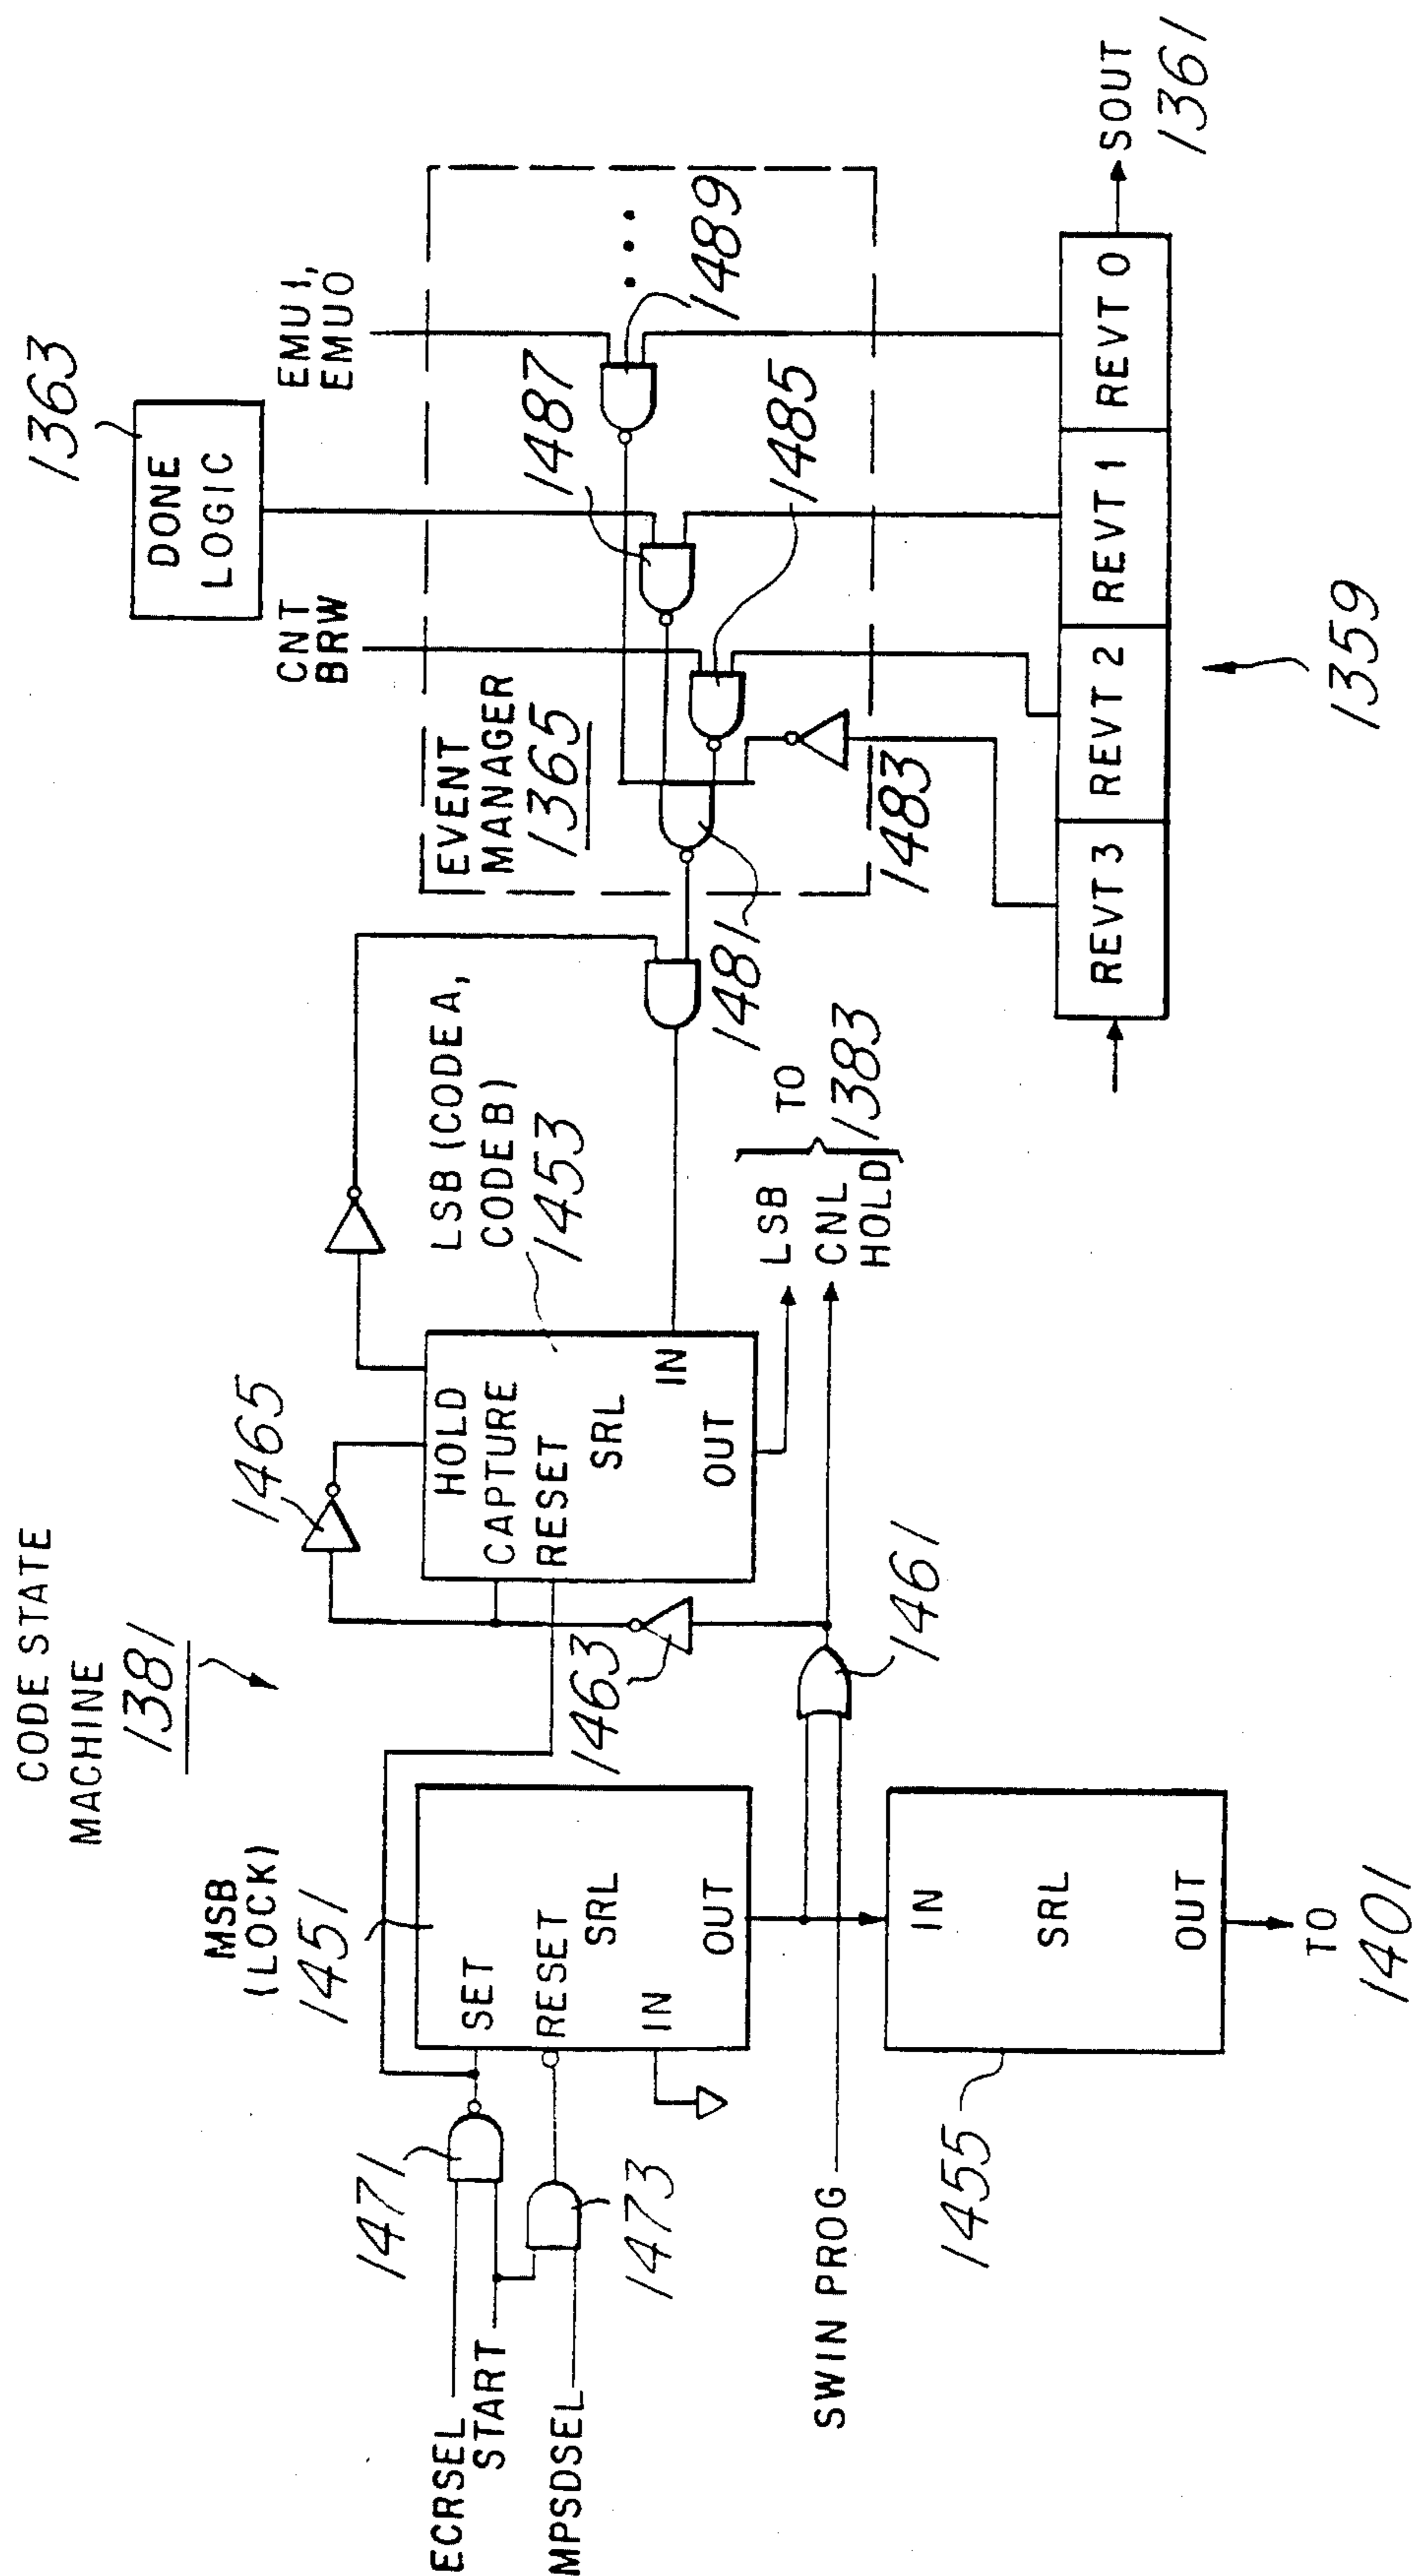 CODE STATE
MACHINE
1381
MSB
(LOCK)
1451
ECRSEL
START
MPSDSEL
1471
1473
SET
RESET
SRL
IN
OUT
SWIN PROG
1455
IN
SRL
OUT
TO
1401
1461
1463
1465
HOLD
CAPTURE
RESET
SRL
IN
OUT
LSB (CODE A,
CODE B)
1453
LSB
CNL
HOLD
TO
1383
1481
EVENT
MANAGER
1365
1483
1485
1487
1489
CNT
BRW
DONE
LOGIC
1363
EMU1,
EMU0
REVT 3
REVT 2
REVT 1
REVT 0
1359
SOUT
1361